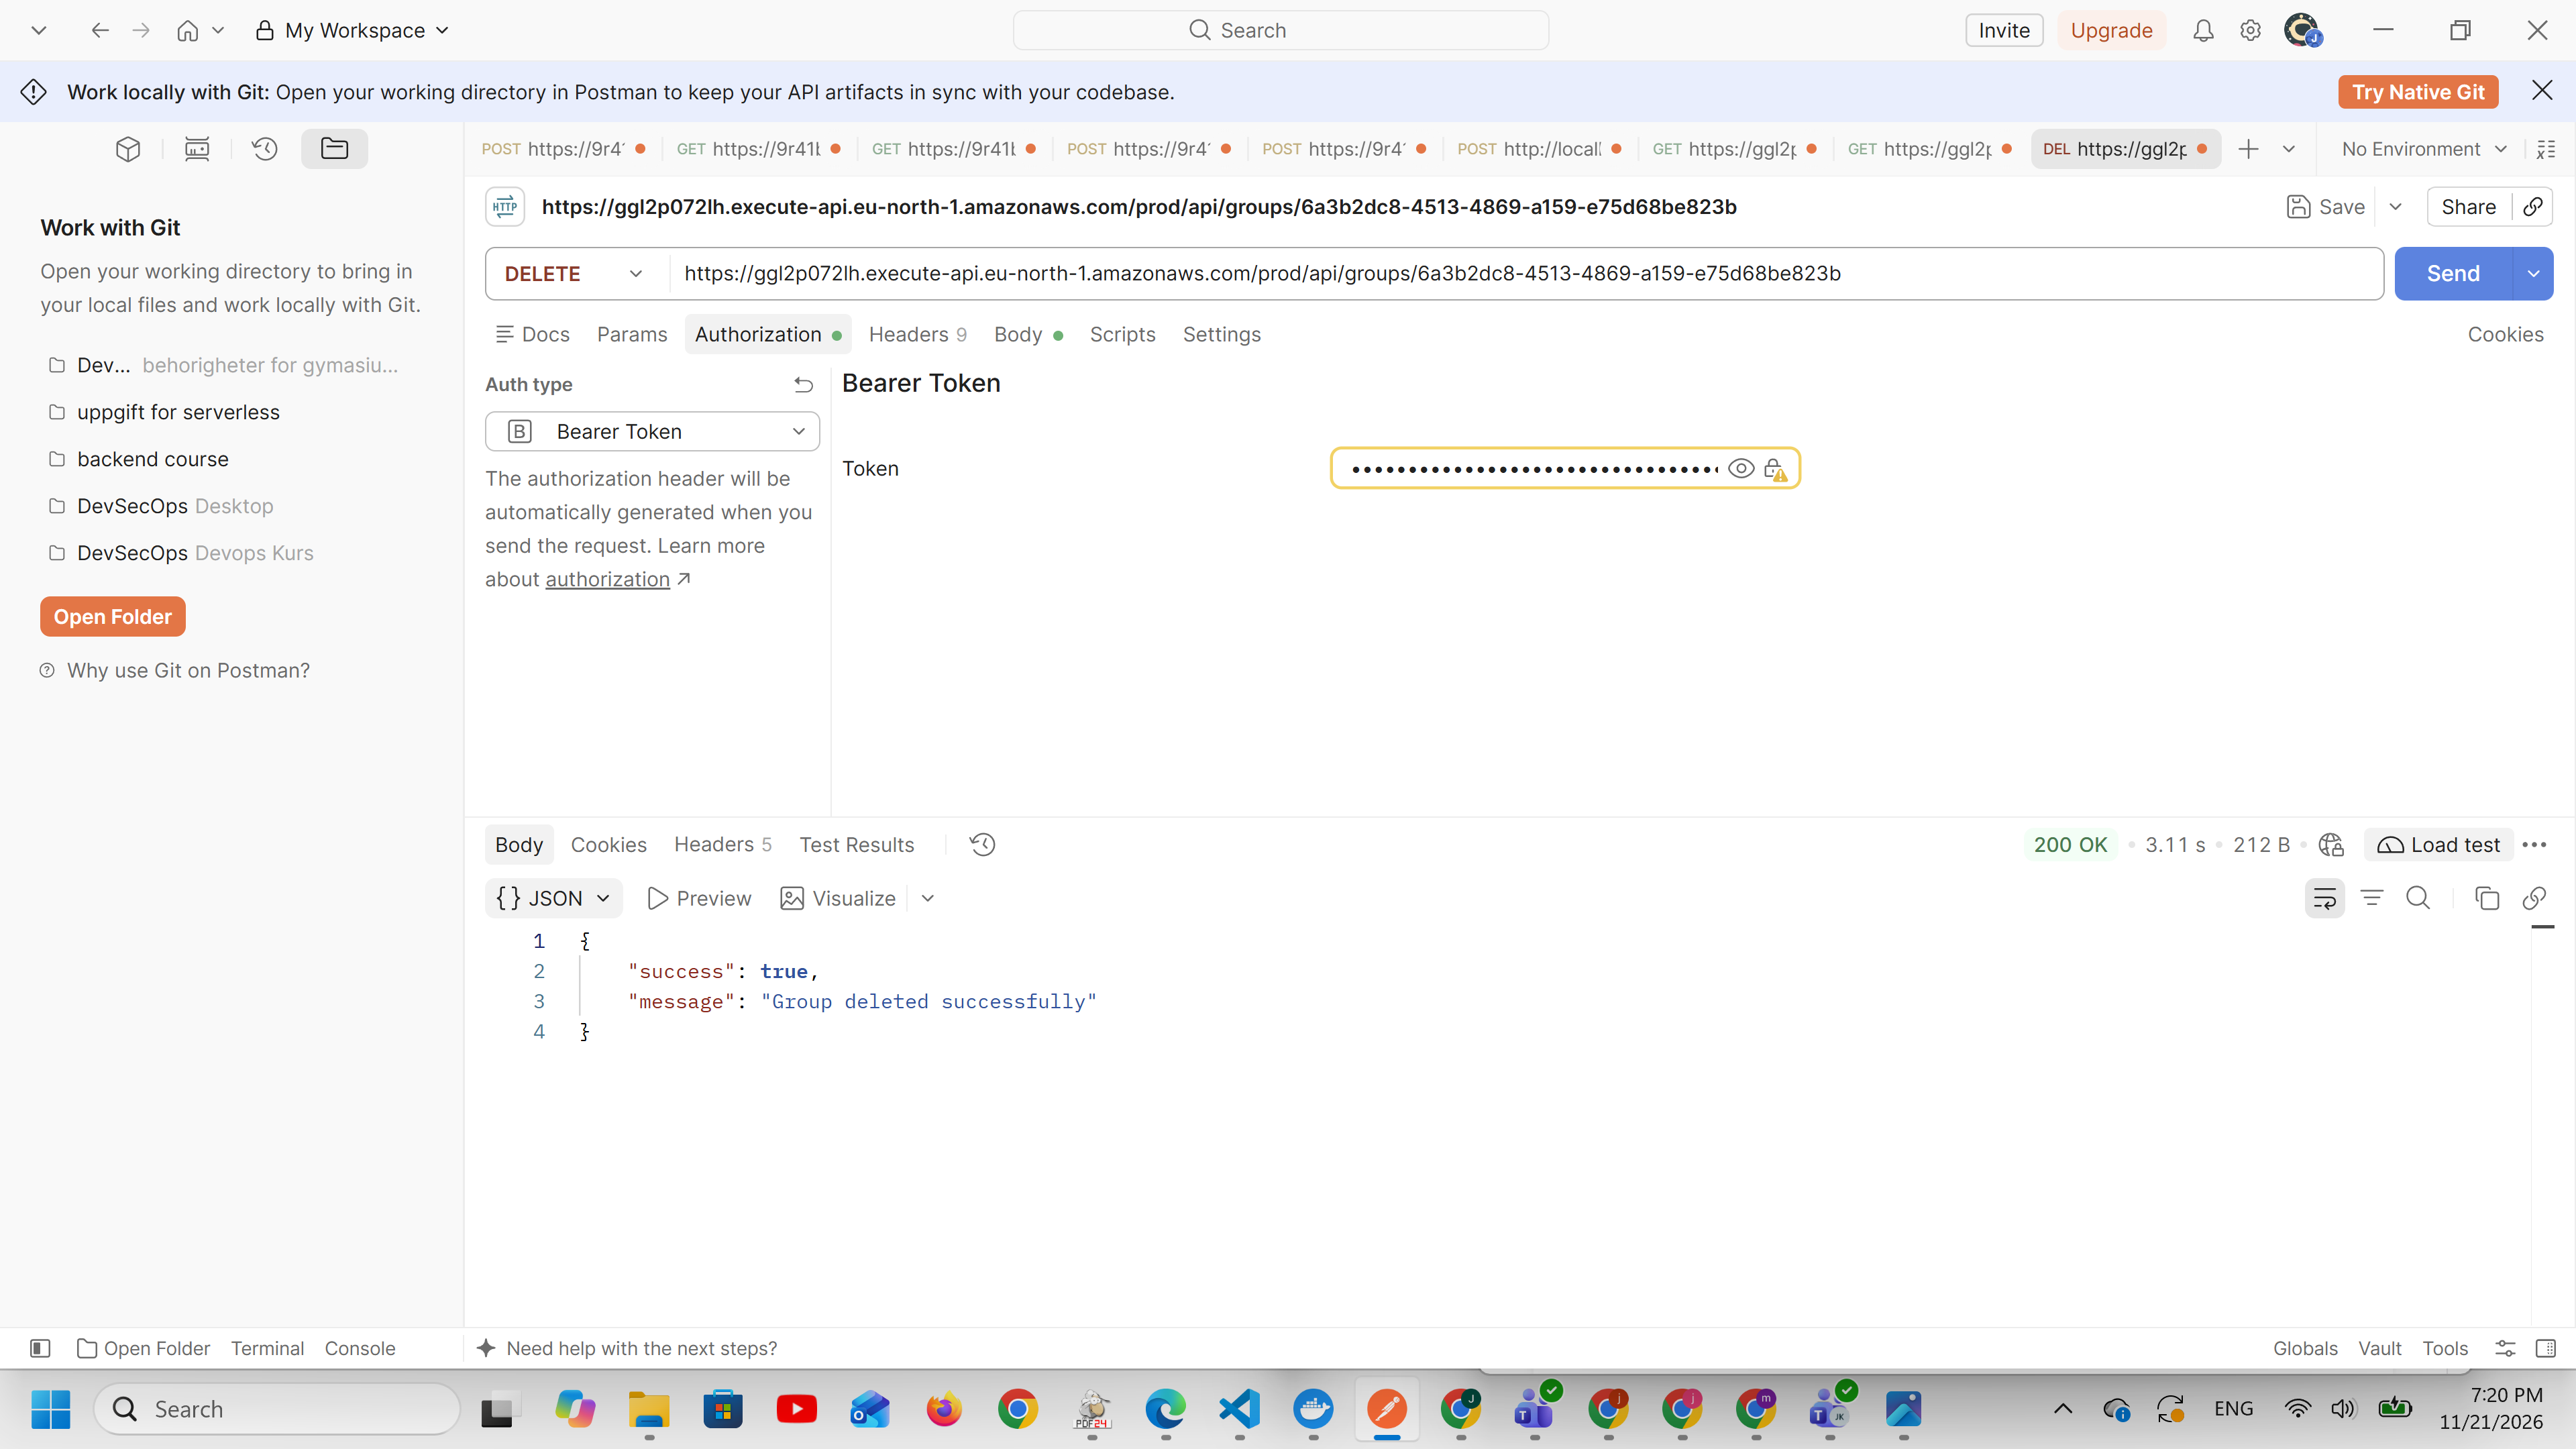 My Workspace
Search
Invite
Upgrade
J
Work locally with Git: Open your working directory in Postman to keep your API artifacts in sync with your codebase.
Try Native Git
POST https://9r4
GET https://9r41b
GET https://9r41b
POST https://9r4
POST https://9r4
POST http://local
GET https://ggl2p
GET https://ggl2p
DEL https://ggl2p
No Environment
HTTP
https://ggl2p072lh.execute-api.eu-north-1.amazonaws.com/prod/api/groups/6a3b2dc8-4513-4869-a159-e75d68be823b
Save
Share
DELETE
https://ggl2p072lh.execute-api.eu-north-1.amazonaws.com/prod/api/groups/6a3b2dc8-4513-4869-a159-e75d68be823b
Send
Docs
Params
Authorization
Headers 9
Body
Scripts
Settings
Cookies
Work with Git
Open your working directory to bring in
your local files and work locally with Git.
Dev... behorigheter for gymasiu...
uppgift for serverless
backend course
DevSecOps Desktop
DevSecOps Devops Kurs
Open Folder
Why use Git on Postman?
Auth type
B Bearer Token
The authorization header will be
automatically generated when you
send the request. Learn more
about authorization ↗
Bearer Token
Token
••••••••••••••••••••••••••••••••
Body
Cookies
Headers 5
Test Results
200 OK • 3.11 s • 212 B
Load test
{} JSON
Preview
Visualize
1 {
2 "success": true,
3 "message": "Group deleted successfully"
4 }
Open Folder
Terminal
Console
Need help with the next steps?
Globals
Vault
Tools
Search
PDF24
J
T
j
j
m
T
JK
ENG
7:20 PM
11/21/2026